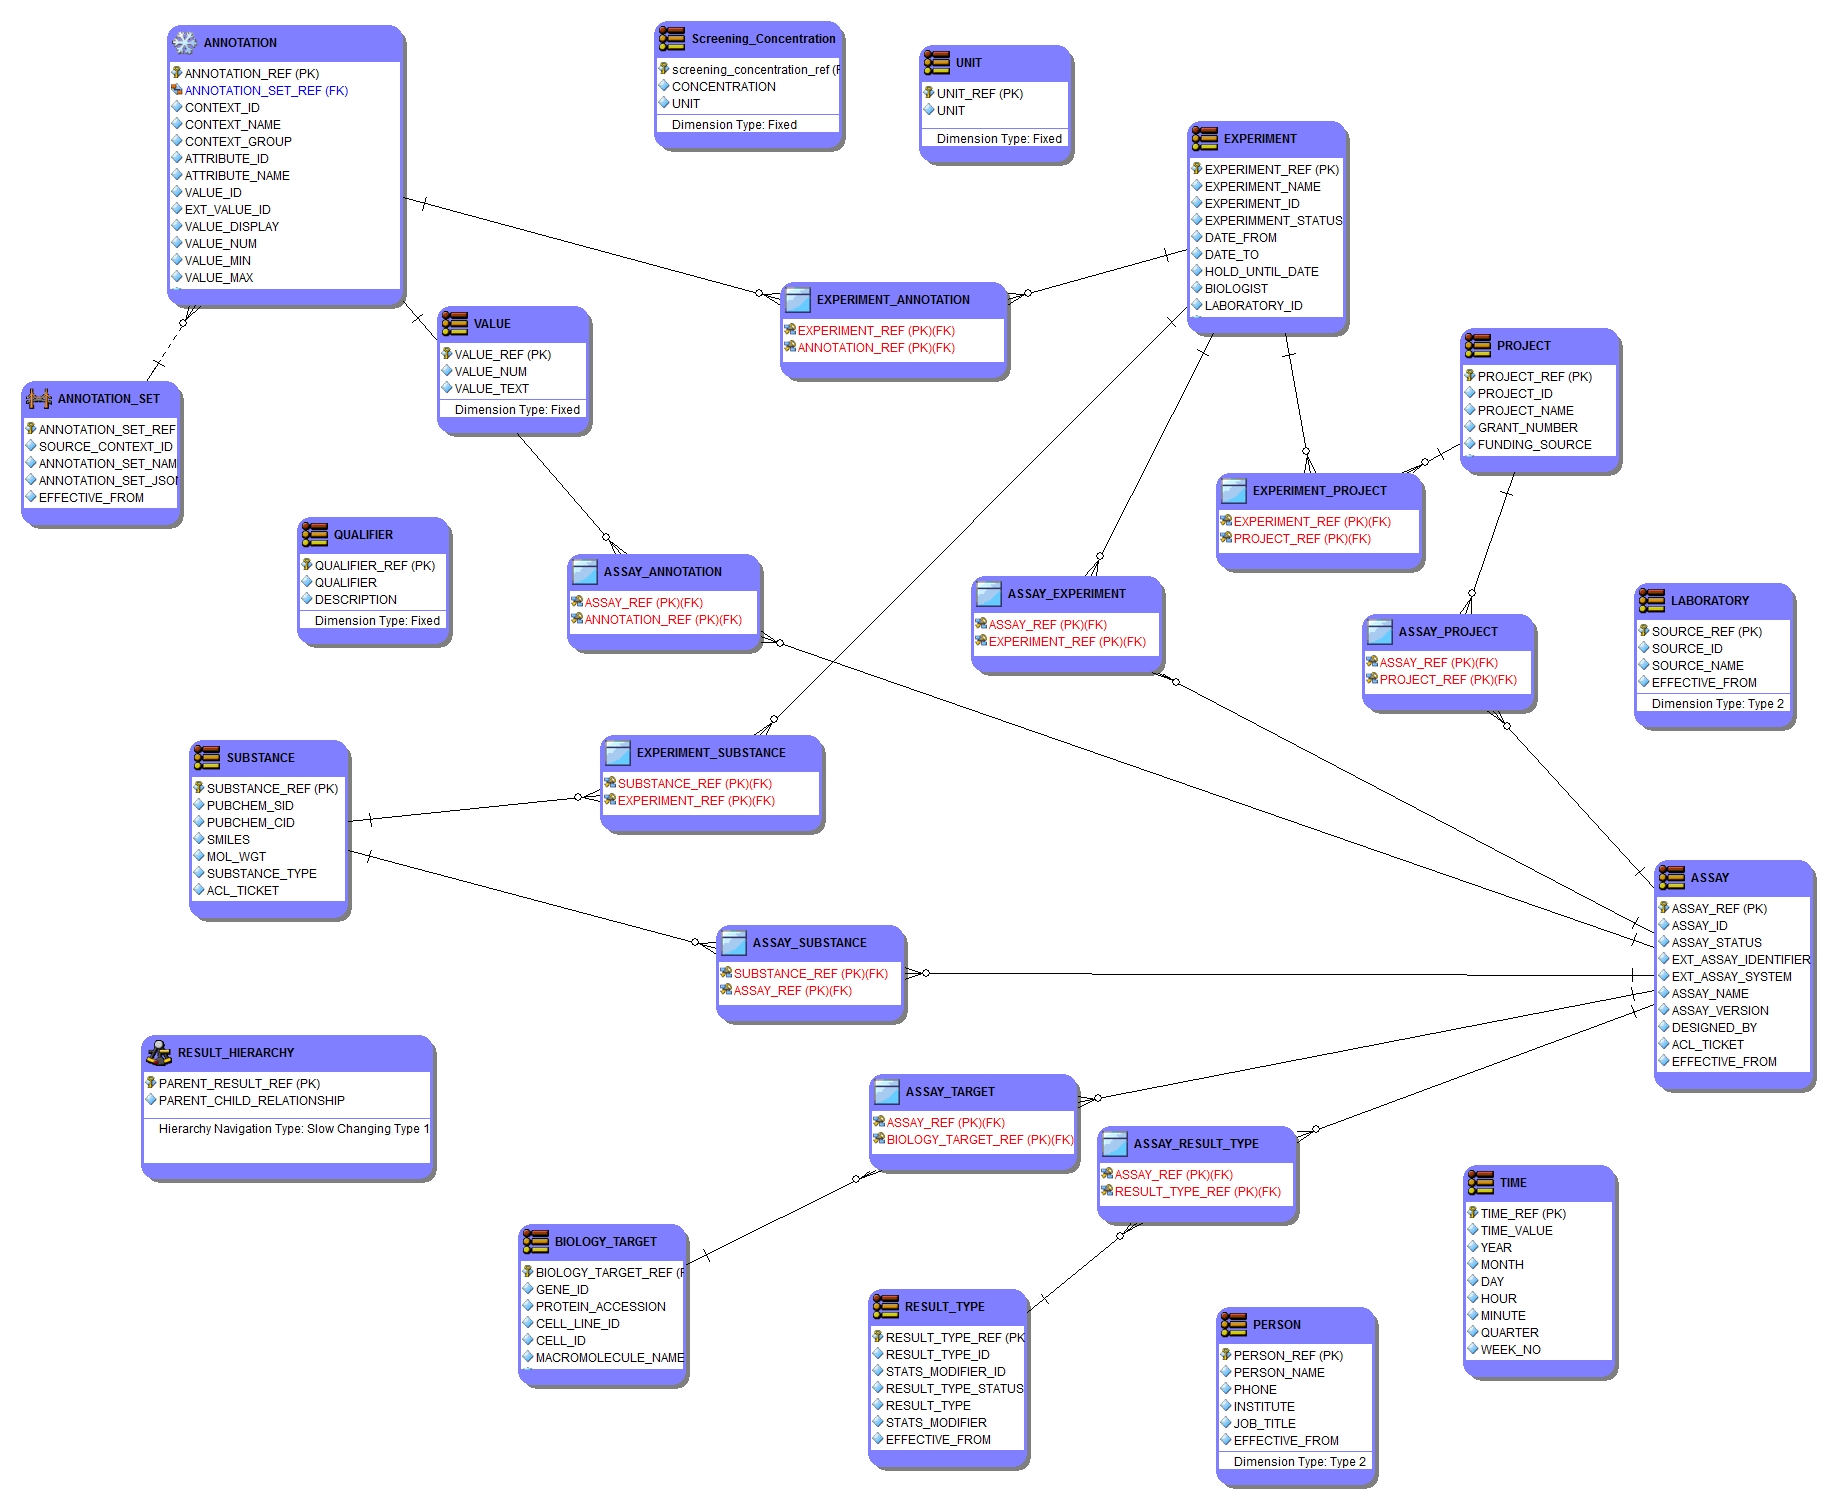 ANNOTATION
ANNOTATION_REF (PK)
ANNOTATION_SET_REF (FK)
CONTEXT_ID
CONTEXT_NAME
CONTEXT_GROUP
ATTRIBUTE_ID
ATTRIBUTE_NAME
VALUE_ID
EXT_VALUE_ID
VALUE_DISPLAY
VALUE_NUM
VALUE_MIN
VALUE_MAX
Screening_Concentration
screening_concentration_ref (
CONCENTRATION
UNIT
Dimension Type: Fixed
UNIT
UNIT_REF (PK)
UNIT
Dimension Type: Fixed
EXPERIMENT
EXPERIMENT_REF (PK)
EXPERIMENT_NAME
EXPERIMENT_ID
EXPERIMMENT_STATUS
DATE_FROM
DATE_TO
HOLD_UNTIL_DATE
BIOLOGIST
LABORATORY_ID
EXPERIMENT_ANNOTATION
EXPERIMENT_REF (PK)(FK)
ANNOTATION_REF (PK)(FK)
VALUE
VALUE_REF (PK)
VALUE_NUM
VALUE_TEXT
Dimension Type: Fixed
PROJECT
PROJECT_REF (PK)
PROJECT_ID
PROJECT_NAME
GRANT_NUMBER
FUNDING_SOURCE
ANNOTATION_SET
ANNOTATION_SET_REF
SOURCE_CONTEXT_ID
ANNOTATION_SET_NAM
ANNOTATION_SET_JSON
EFFECTIVE_FROM
EXPERIMENT_PROJECT
EXPERIMENT_REF (PK)(FK)
PROJECT_REF (PK)(FK)
QUALIFIER
QUALIFIER_REF (PK)
QUALIFIER
DESCRIPTION
Dimension Type: Fixed
ASSAY_ANNOTATION
ASSAY_REF (PK)(FK)
ANNOTATION_REF (PK)(FK)
ASSAY_EXPERIMENT
ASSAY_REF (PK)(FK)
EXPERIMENT_REF (PK)(FK)
ASSAY_PROJECT
ASSAY_REF (PK)(FK)
PROJECT_REF (PK)(FK)
LABORATORY
SOURCE_REF (PK)
SOURCE_ID
SOURCE_NAME
EFFECTIVE_FROM
Dimension Type: Type 2
SUBSTANCE
SUBSTANCE_REF (PK)
PUBCHEM_SID
PUBCHEM_CID
SMILES
MOL_WGT
SUBSTANCE_TYPE
ACL_TICKET
EXPERIMENT_SUBSTANCE
SUBSTANCE_REF (PK)(FK)
EXPERIMENT_REF (PK)(FK)
ASSAY
ASSAY_REF (PK)
ASSAY_ID
ASSAY_STATUS
EXT_ASSAY_IDENTIFIER
EXT_ASSAY_SYSTEM
ASSAY_NAME
ASSAY_VERSION
DESIGNED_BY
ACL_TICKET
EFFECTIVE_FROM
ASSAY_SUBSTANCE
SUBSTANCE_REF (PK)(FK)
ASSAY_REF (PK)(FK)
RESULT_HIERARCHY
PARENT_RESULT_REF (PK)
PARENT_CHILD_RELATIONSHIP
Hierarchy Navigation Type: Slow Changing Type 1
ASSAY_TARGET
ASSAY_REF (PK)(FK)
BIOLOGY_TARGET_REF (PK)(FK)
ASSAY_RESULT_TYPE
ASSAY_REF (PK)(FK)
RESULT_TYPE_REF (PK)(FK)
BIOLOGY_TARGET
BIOLOGY_TARGET_REF (
GENE_ID
PROTEIN_ACCESSION
CELL_LINE_ID
CELL_ID
MACROMOLECULE_NAME
RESULT_TYPE
RESULT_TYPE_REF (PK
RESULT_TYPE_ID
STATS_MODIFIER_ID
RESULT_TYPE_STATUS
RESULT_TYPE
STATS_MODIFIER
EFFECTIVE_FROM
TIME
TIME_REF (PK)
TIME_VALUE
YEAR
MONTH
DAY
HOUR
MINUTE
QUARTER
WEEK_NO
PERSON
PERSON_REF (PK)
PERSON_NAME
PHONE
INSTITUTE
JOB_TITLE
EFFECTIVE_FROM
Dimension Type: Type 2